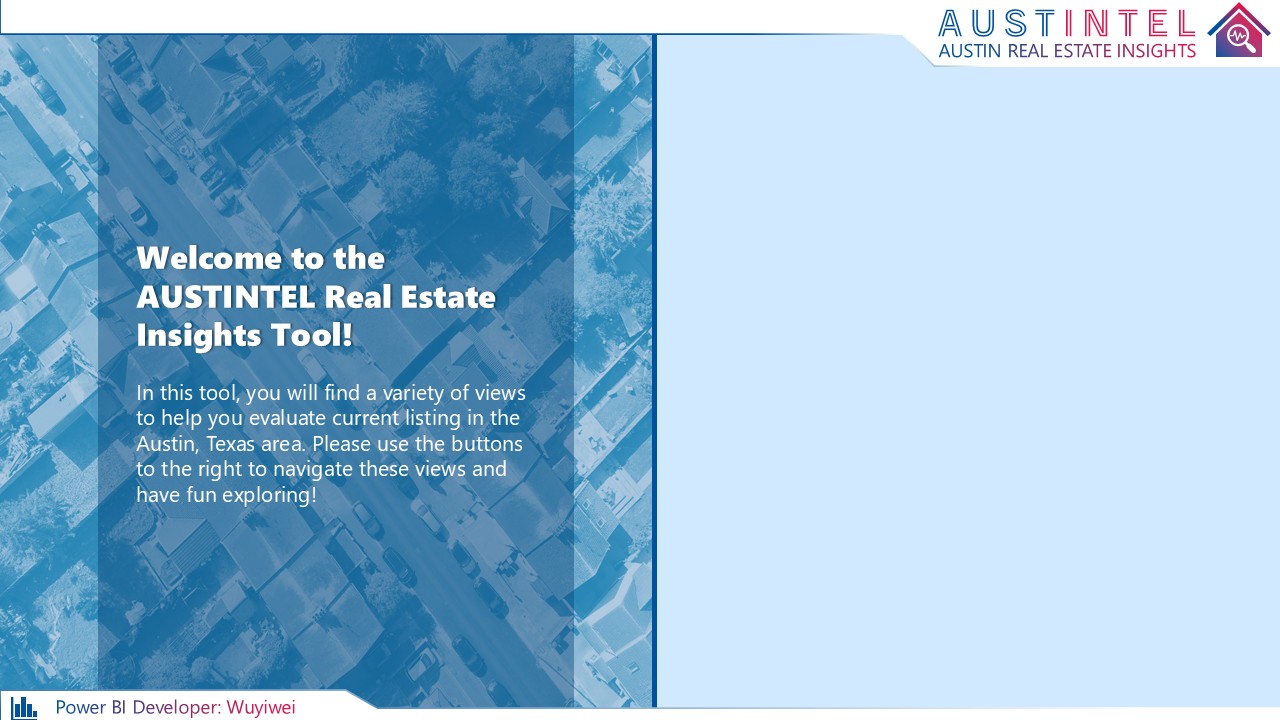 AUSTINTEL
AUSTIN REAL ESTATE INSIGHTS
Welcome to the
AUSTINTEL Real Estate
Insights Tool!
In this tool, you will find a variety of views
to help you evaluate current listing in the
Austin, Texas area. Please use the buttons
to the right to navigate these views and
have fun exploring!
Power BI Developer: Wuyiwei